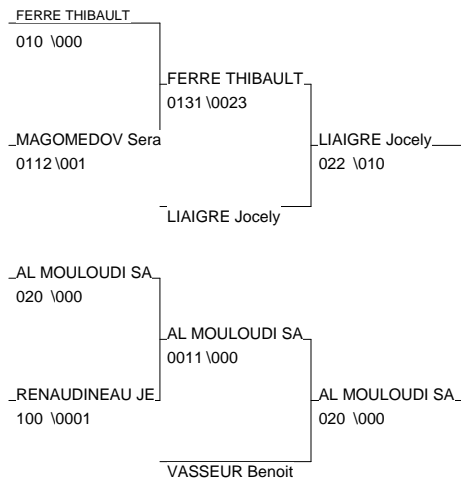 FERRE THIBAULT
010 \000
FERRE THIBAULT
0131 \0023
MAGOMEDOV Sera
0112 \001
LIAIGRE Jocely
022 \010
LIAIGRE Jocely
AL MOULOUDI SA
020 \000
AL MOULOUDI SA
0011 \000
RENAUDINEAU JE
100 \0001
AL MOULOUDI SA
020 \000
VASSEUR Benoit